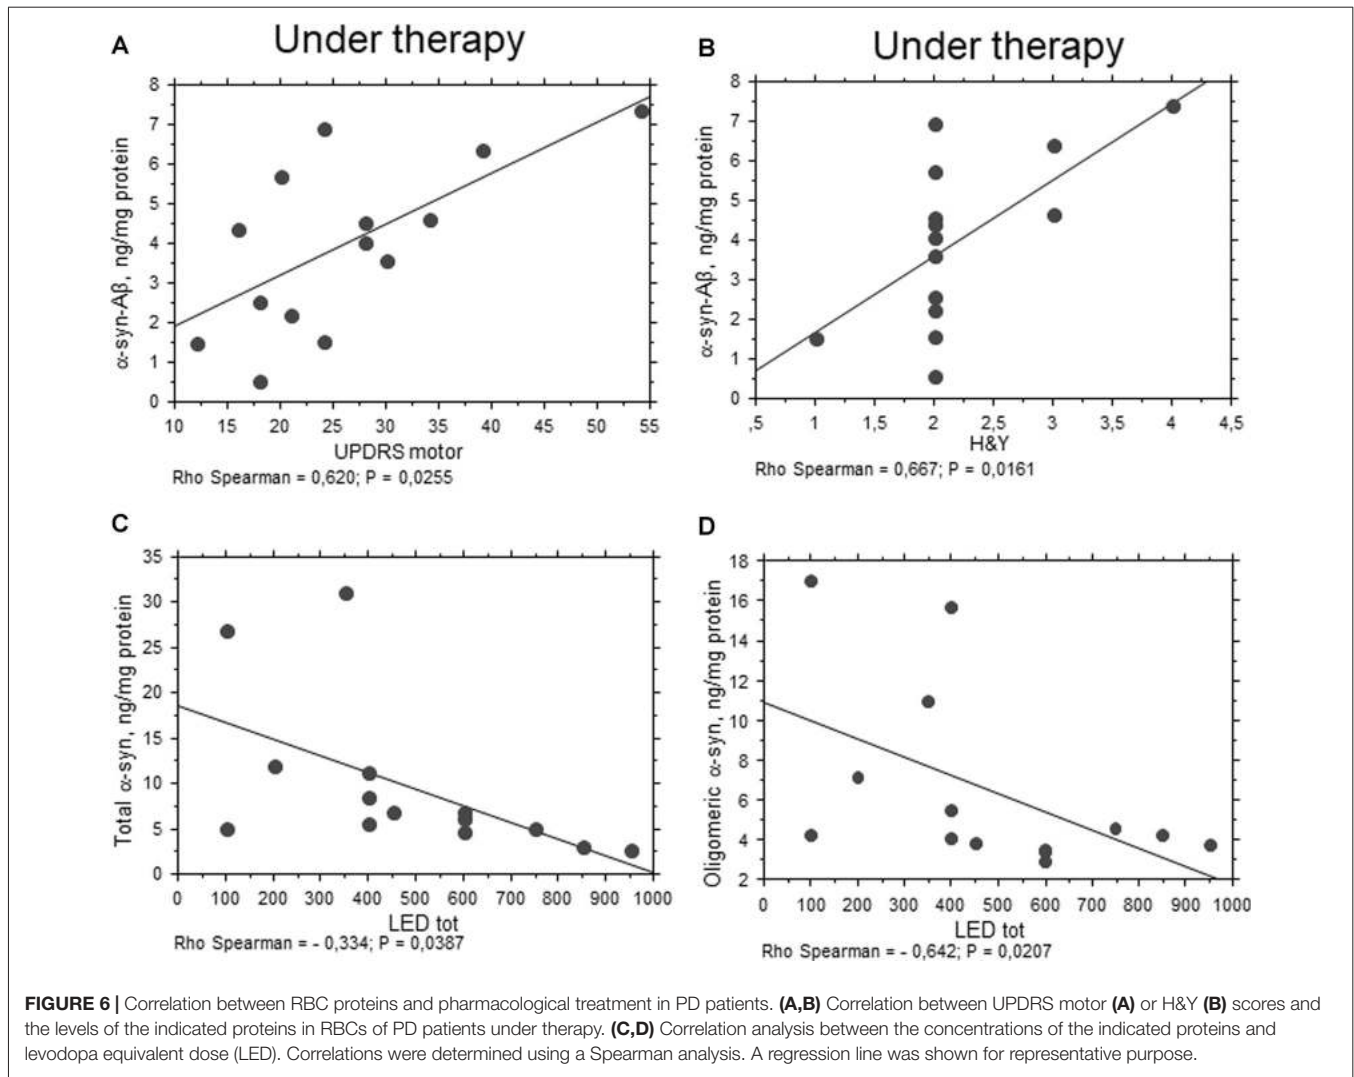 A
Under therapy
α-syn-Aβ, ng/mg protein
8
7
6
5
4
3
2
1
0
10 15 20 25 30 35 40 45 50 55
UPDRS motor
Rho Spearman = 0,620; P = 0,0255
B
Under therapy
α-syn-Aβ, ng/mg protein
8
7
6
5
4
3
2
1
0
,5 1 1,5 2 2,5 3 3,5 4 4,5
H&Y
Rho Spearman = 0,667; P = 0,0161
C
Total α-syn, ng/mg protein
35
30
25
20
15
10
5
0
0 100 200 300 400 500 600 700 800 900 1000
LED tot
Rho Spearman = - 0,334; P = 0,0387
D
Oligomeric α-syn, ng/mg protein
18
16
14
12
10
8
6
4
2
0 100 200 300 400 500 600 700 800 900 1000
LED tot
Rho Spearman = - 0,642; P = 0,0207
FIGURE 6 | Correlation between RBC proteins and pharmacological treatment in PD patients. (A,B) Correlation between UPDRS motor (A) or H&Y (B) scores and
the levels of the indicated proteins in RBCs of PD patients under therapy. (C,D) Correlation analysis between the concentrations of the indicated proteins and
levodopa equivalent dose (LED). Correlations were determined using a Spearman analysis. A regression line was shown for representative purpose.